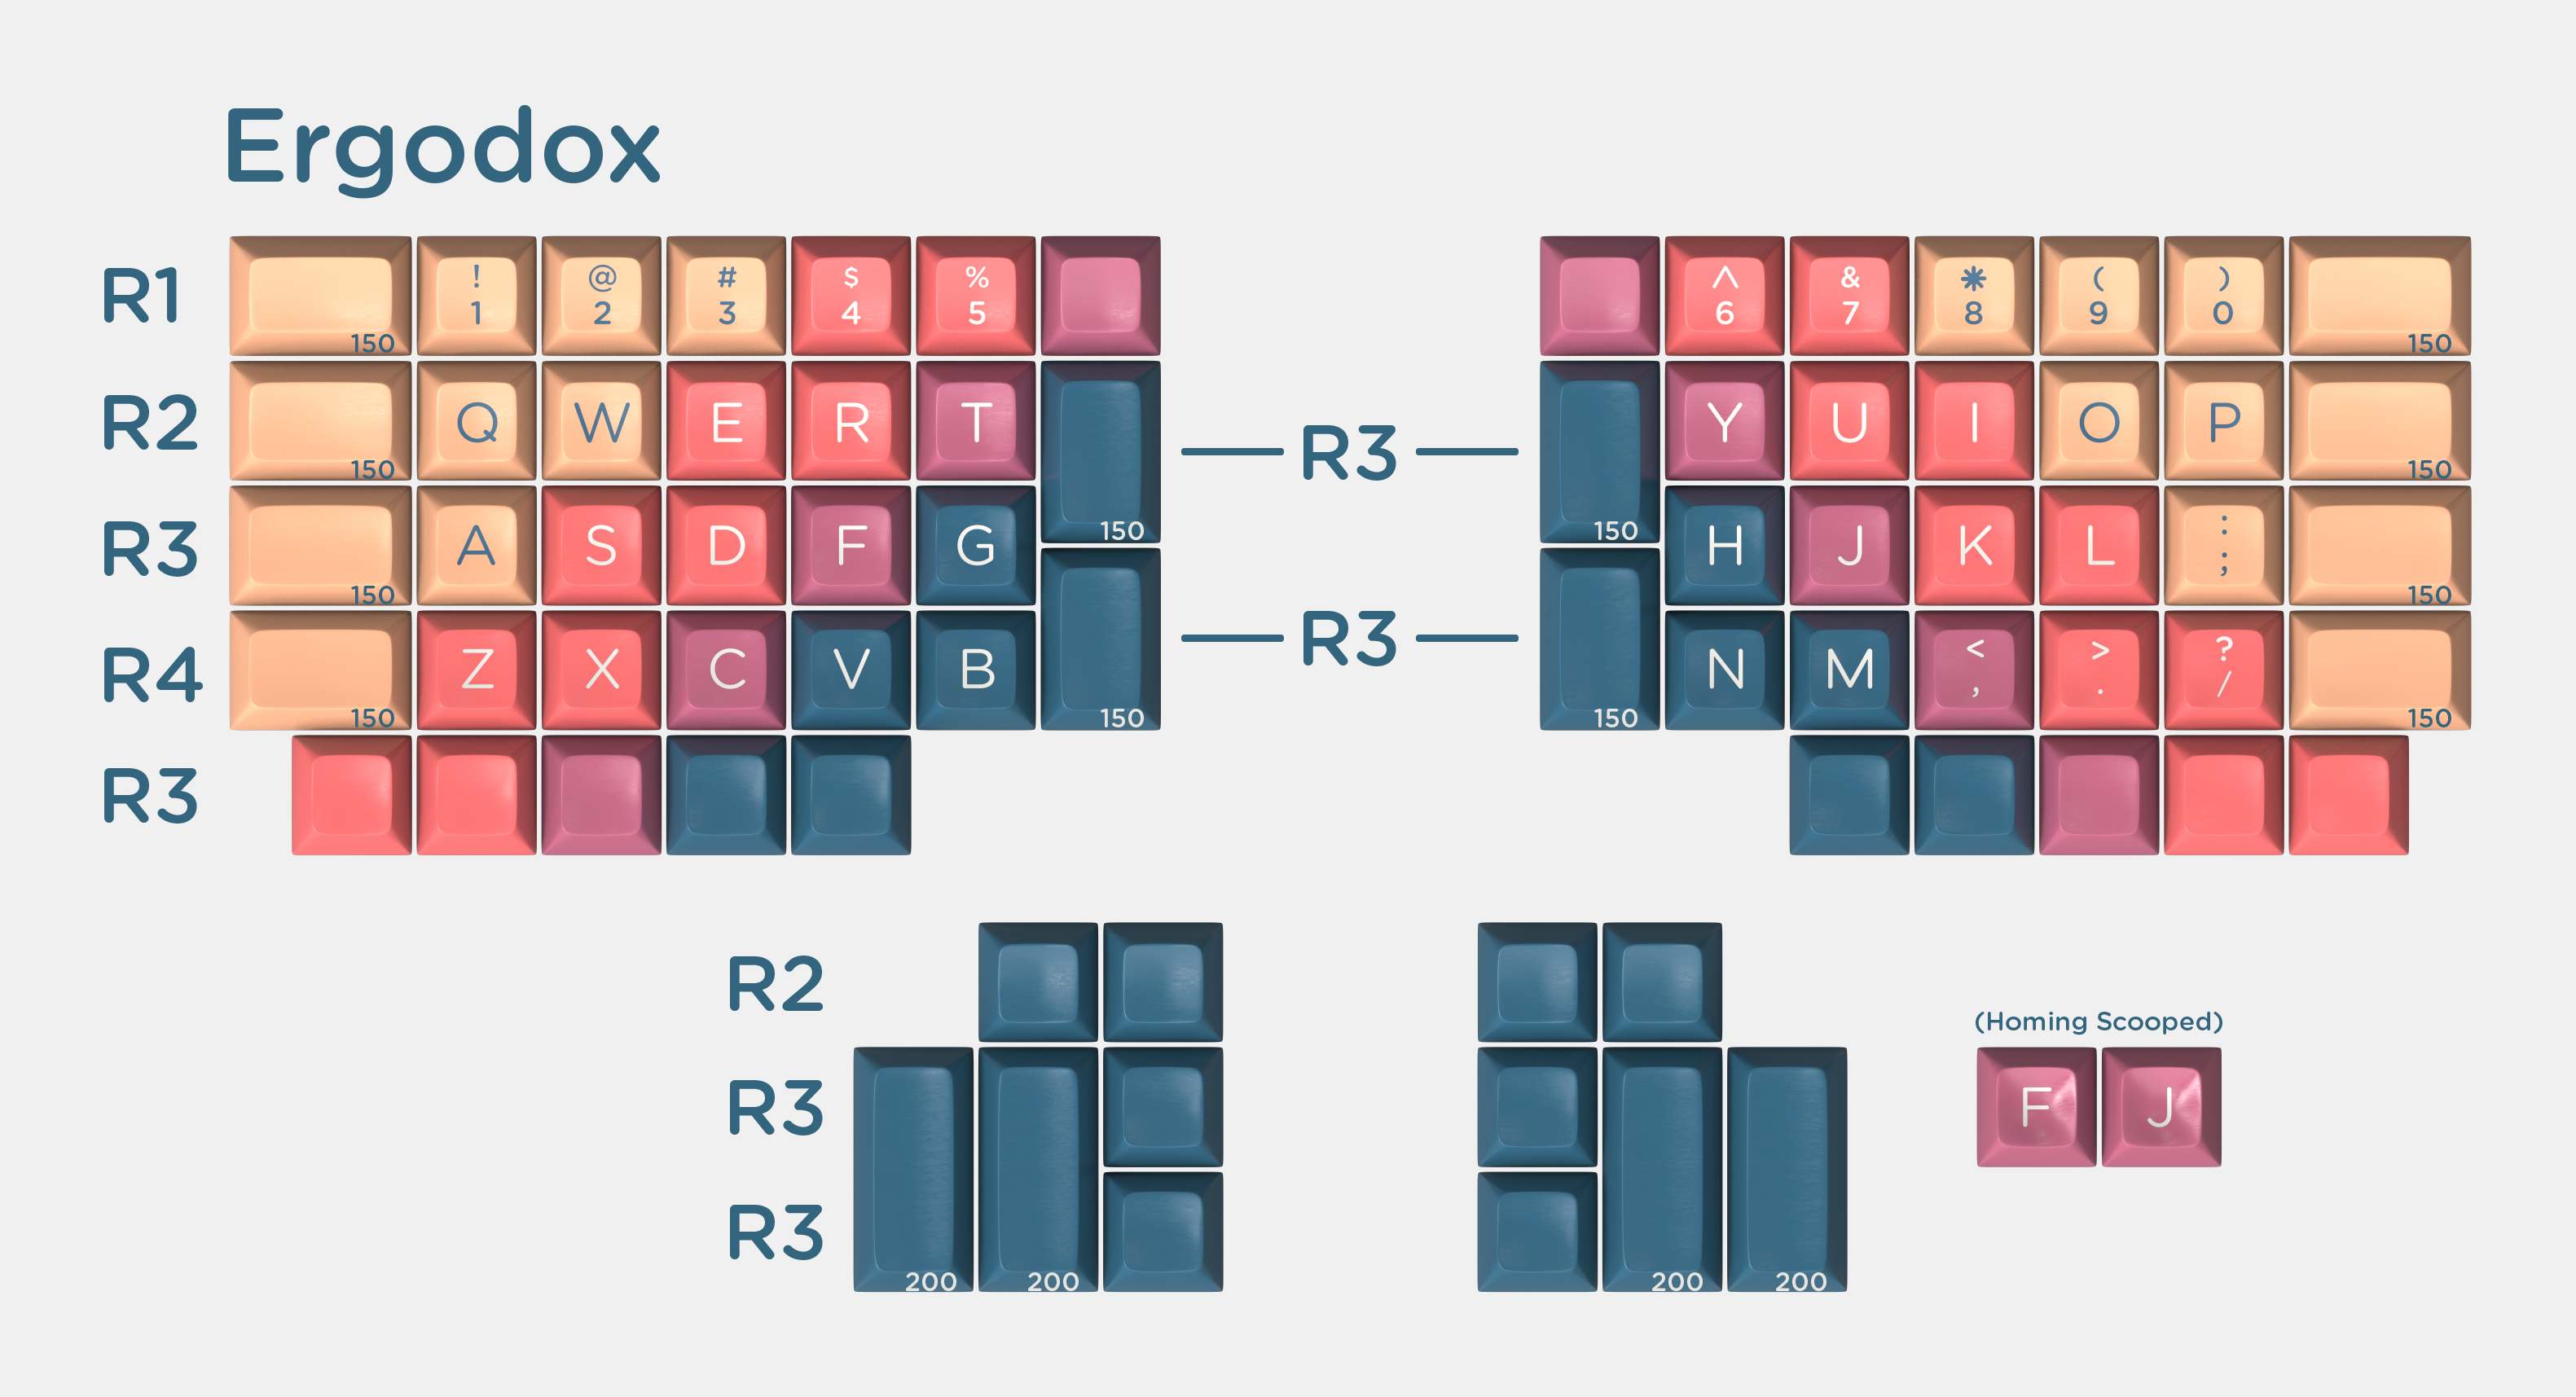 Ergodox
R1
! @ # $ %
1 2 3 4 5
^ & * ( )
6 7 8 9 0
150 150
R2
Q W E R T
R3
Y U I O P
150 150
R3
A S D F G
150 150
H J K L :
;
150 150
R3
R4
Z X C V B
N M < > ?
, . /
150 150 150 150
R3
R2
R3
(Homing Scooped)
F J
R3
200 200 200 200